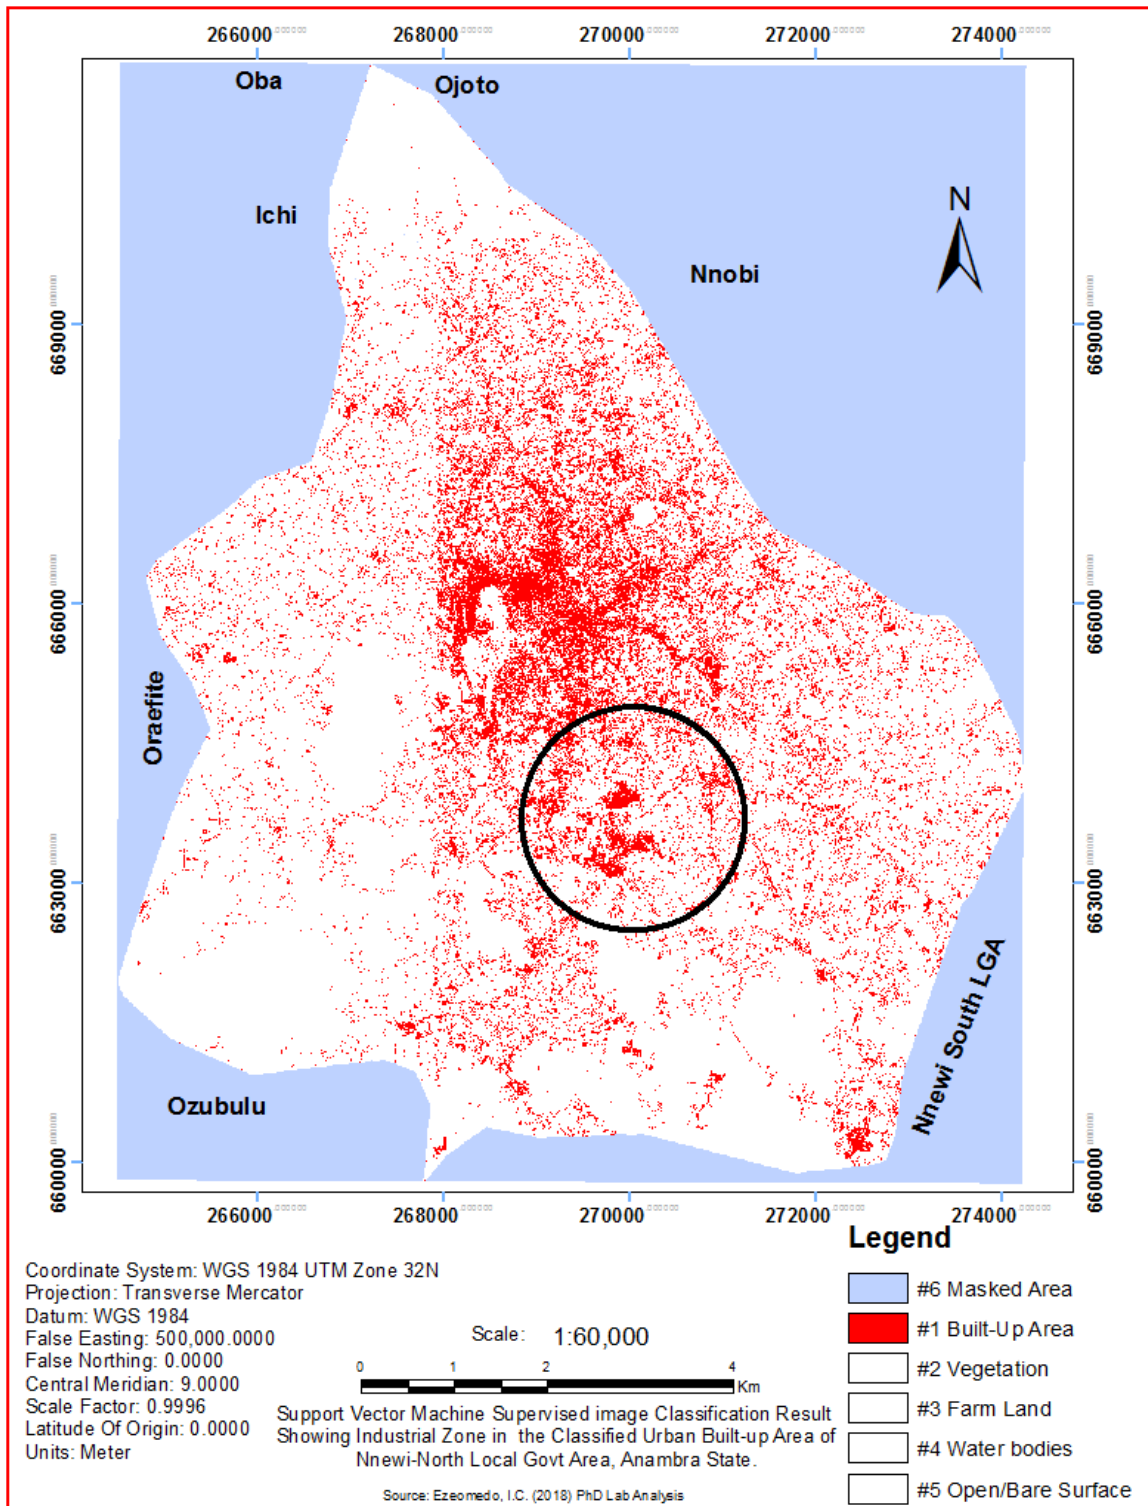 266000 268000 270000 272000 274000
Oba
Ojoto
Ichi
N
Nnobi
669000 669000
666000 666000
Oraefite
663000 663000
Nnewi South LGA
Ozubulu
660000 660000
266000 268000 270000 272000 274000
Legend
#6 Masked Area
#1 Built-Up Area
#2 Vegetation
#3 Farm Land
#4 Water bodies
#5 Open/Bare Surface
Coordinate System: WGS 1984 UTM Zone 32N
Projection: Transverse Mercator
Datum: WGS 1984
False Easting: 500,000.0000
False Northing: 0.0000
Central Meridian: 9.0000
Scale Factor: 0.9996
Latitude Of Origin: 0.0000
Units: Meter
Scale: 1:60,000
0 1 2 4
Km
Support Vector Machine Supervised image Classification Result
Showing Industrial Zone in the Classified Urban Built-up Area of
Nnewi-North Local Govt Area, Anambra State.
Source: Ezeomedo, I.C. (2018) PhD Lab Analysis